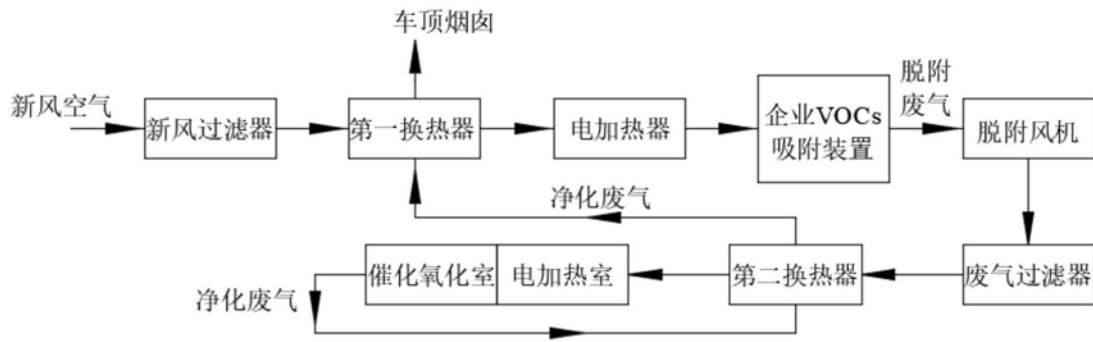 车顶烟囱
新风空气
新风过滤器
第一换热器
电加热器
企业VOCs
吸附装置
脱附
废气
脱附风机
净化废气
催化氧化室
电加热室
第二换热器
废气过滤器
净化废气